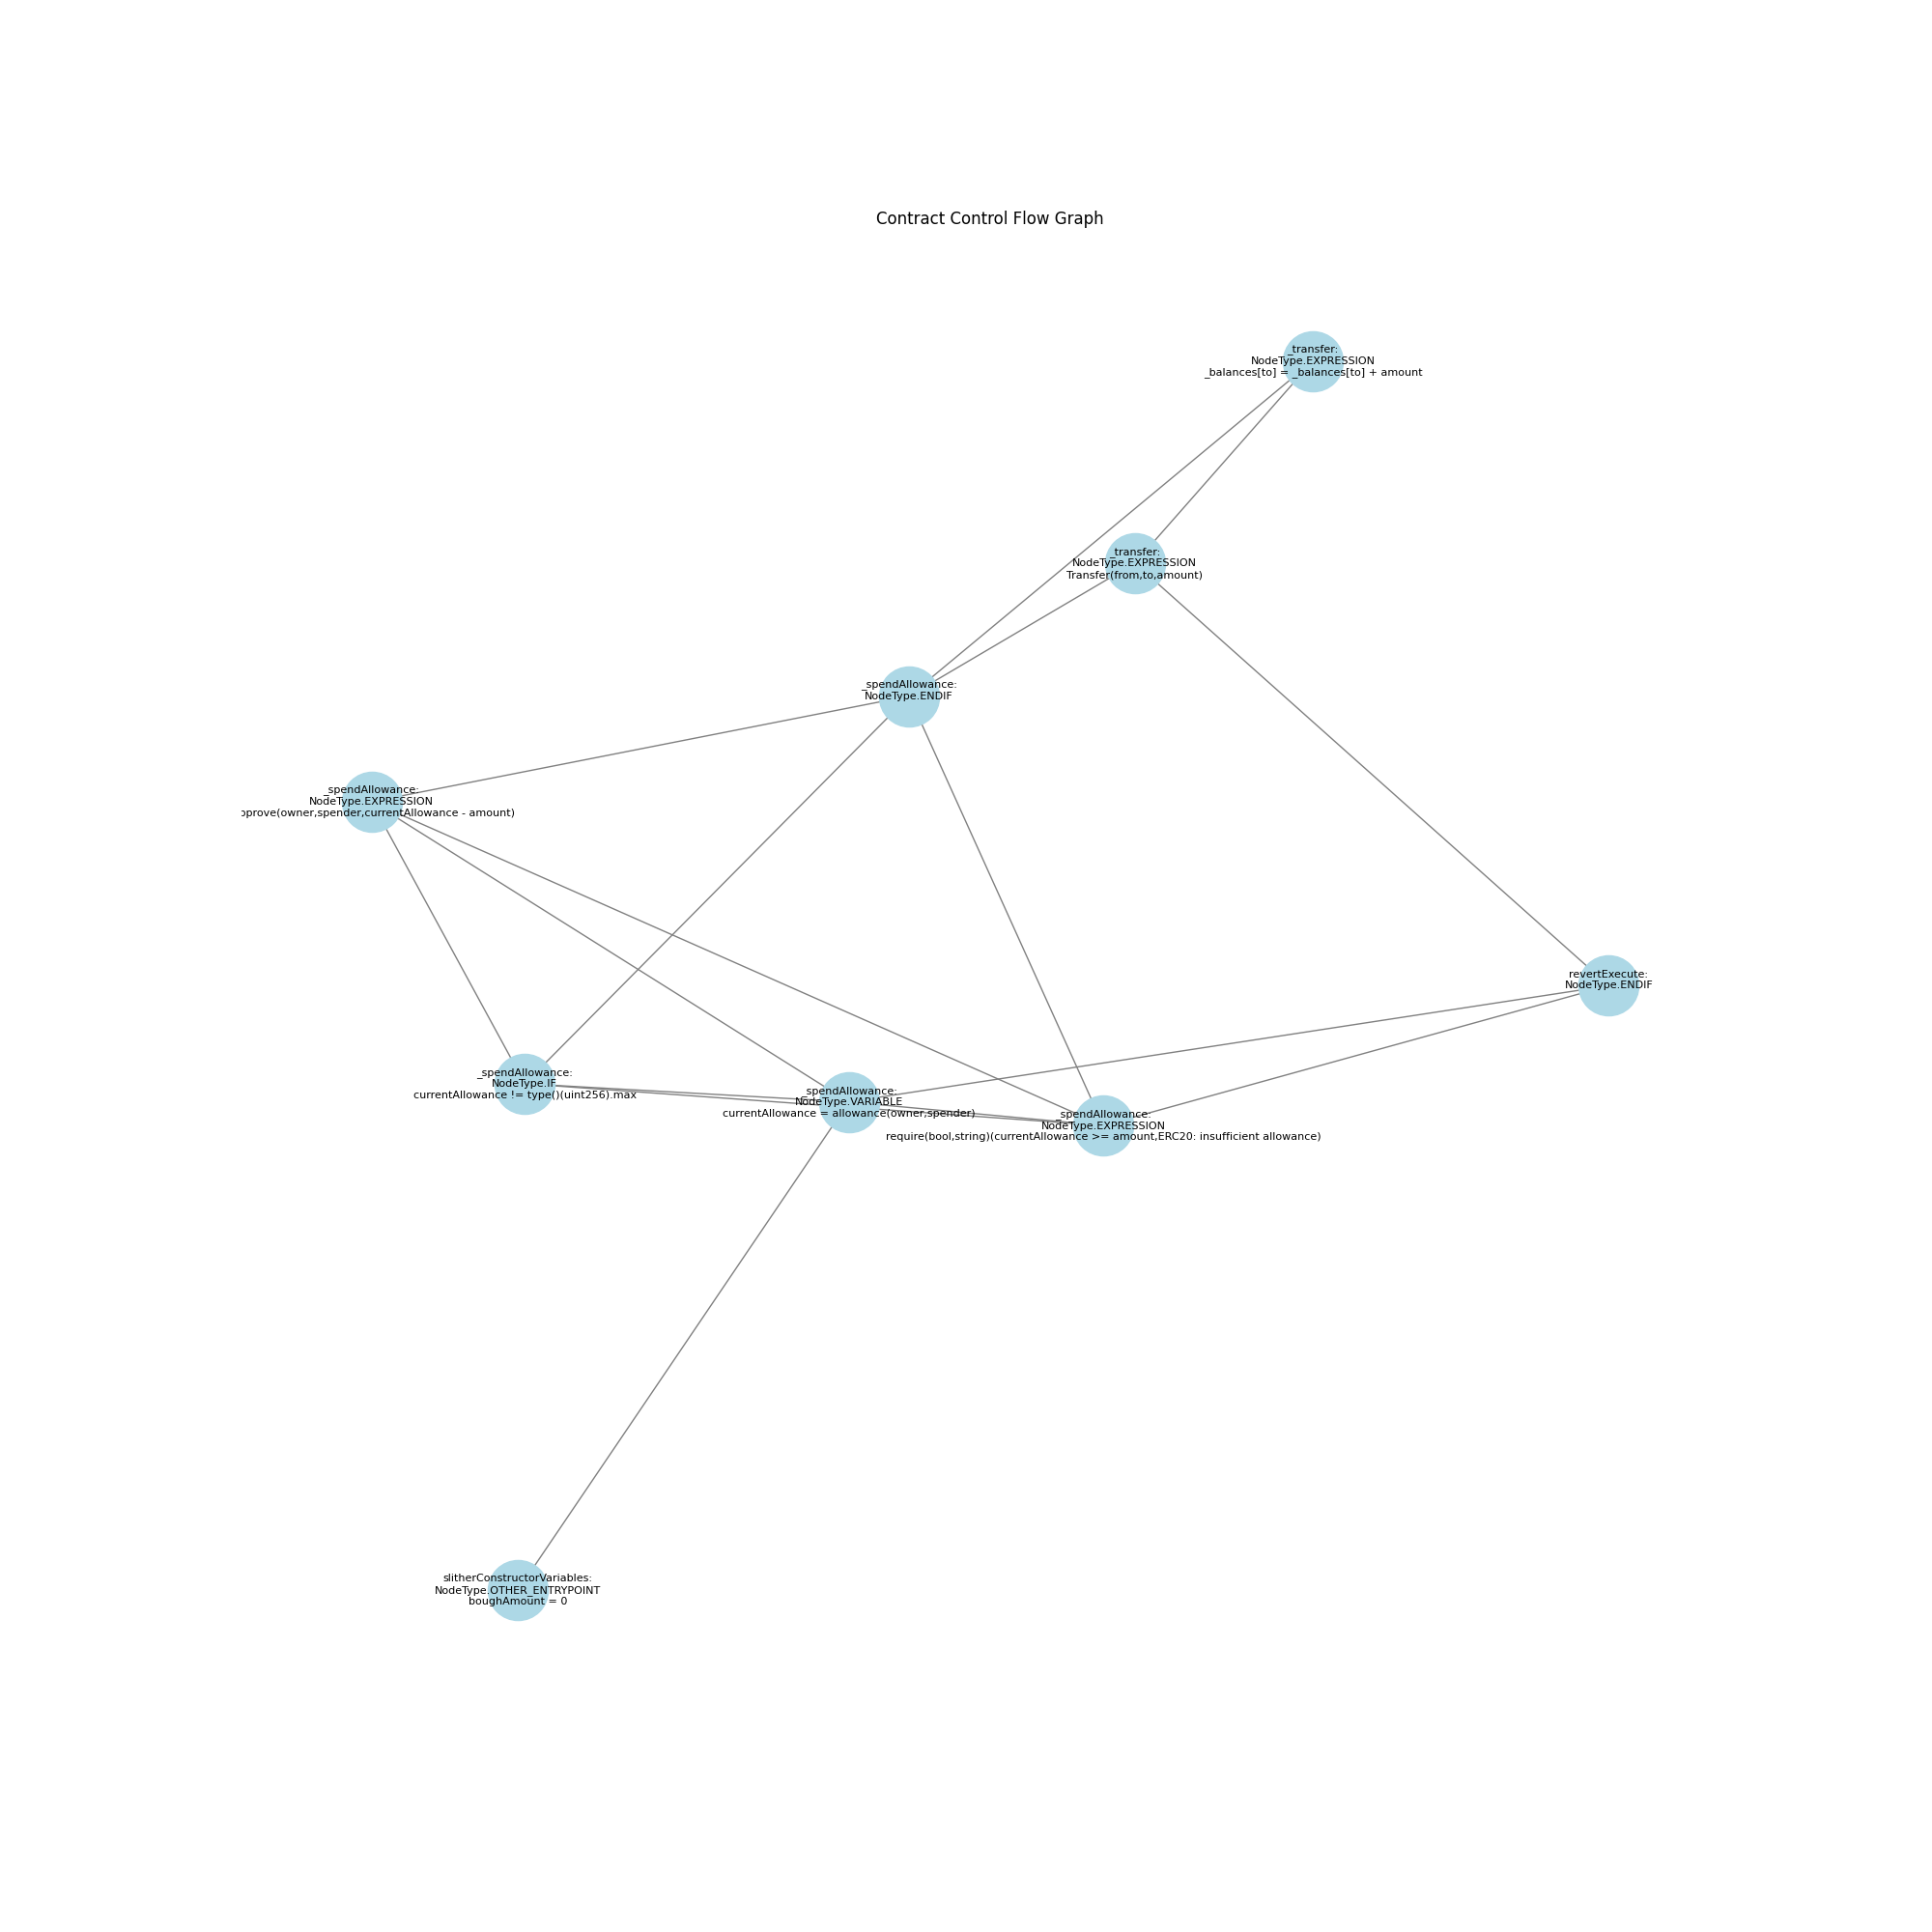 Contract Control Flow Graph
_transfer:
NodeType.EXPRESSION
_balances[to] = _balances[to] + amount
_transfer:
NodeType.EXPRESSION
Transfer(from,to,amount)
_spendAllowance:
NodeType.ENDIF
_spendAllowance:
NodeType.EXPRESSION
pprove(owner,spender,currentAllowance - amount)
revertExecute:
NodeType.ENDIF
_spendAllowance:
NodeType.IF
currentAllowance != type()(uint256).max
_spendAllowance:
NodeType.VARIABLE
currentAllowance = allowance(owner,spender)
_spendAllowance:
NodeType.EXPRESSION
require(bool,string)(currentAllowance >= amount,ERC20: insufficient allowance)
slitherConstructorVariables:
NodeType.OTHER_ENTRYPOINT
boughAmount = 0